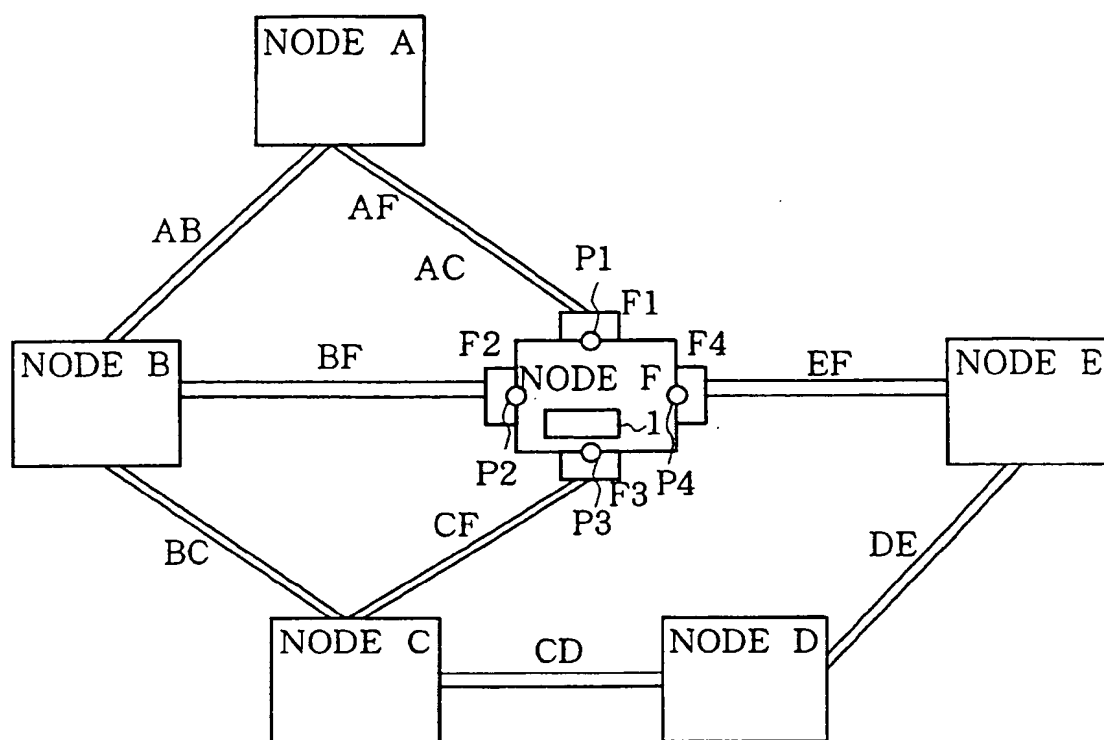 NODE A
AF
AB
AC
P1
F1
F2
F4
NODE B
BF
NODE F
EF
NODE E
1
P2
F3
P4
P3
CF
BC
DE
NODE C
CD
NODE D